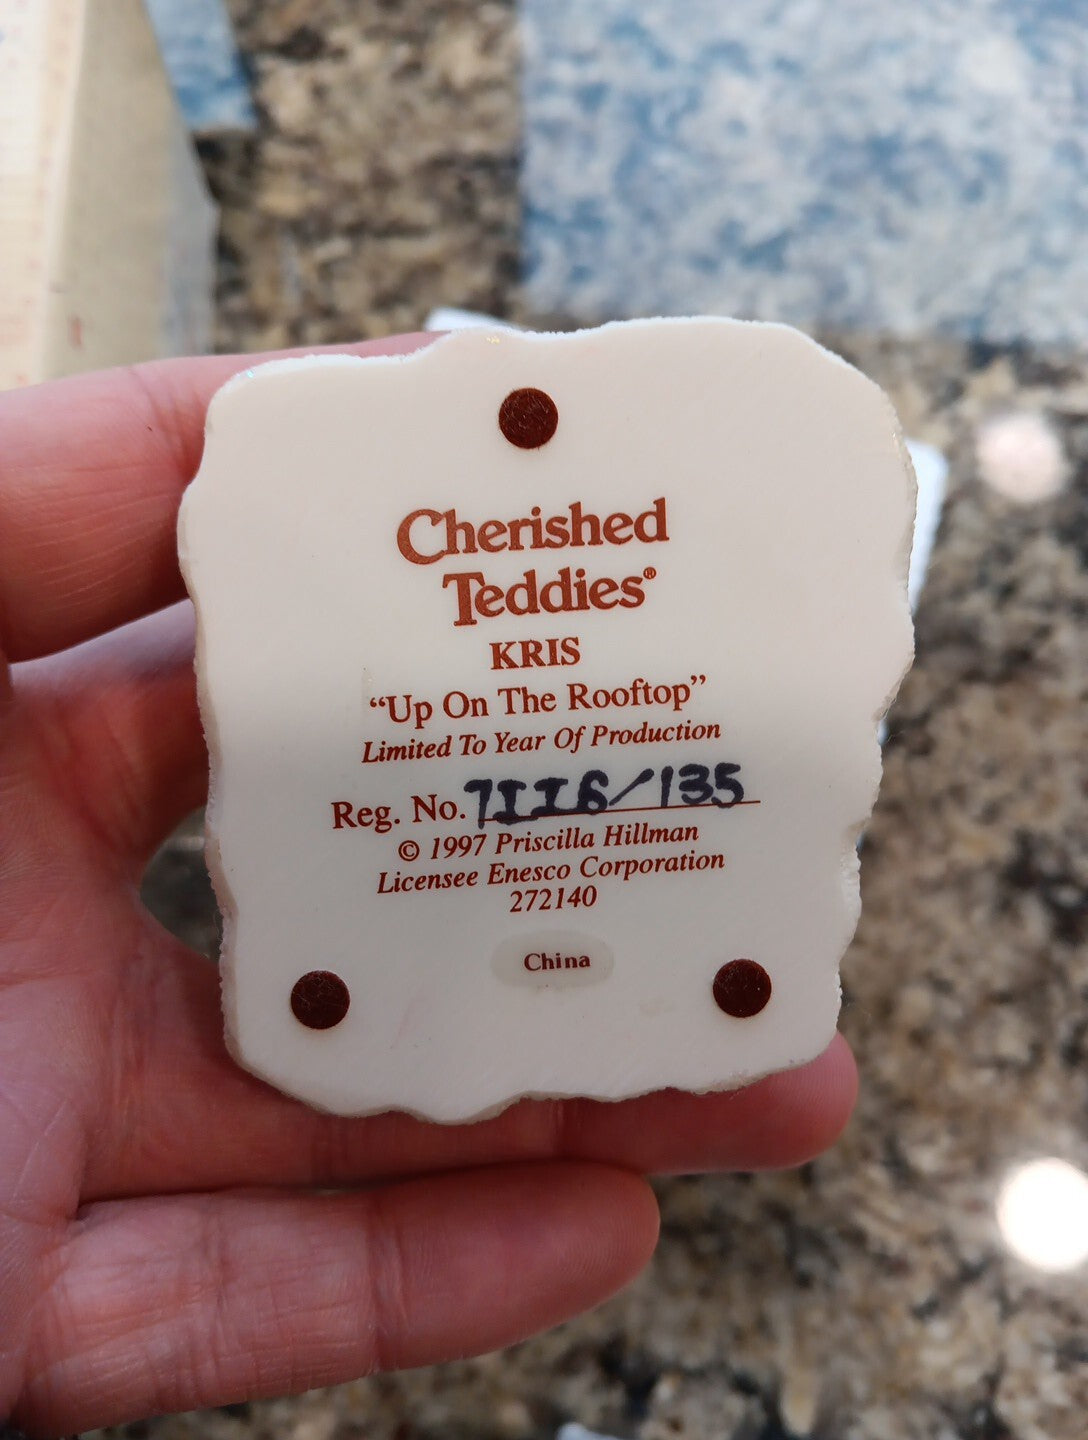 Cherished
Teddies®
KRIS
“Up On The Rooftop”
Limited To Year Of Production
Reg. No. 7II6/135
© 1997 Priscilla Hillman
Licensee Enesco Corporation
272140
China